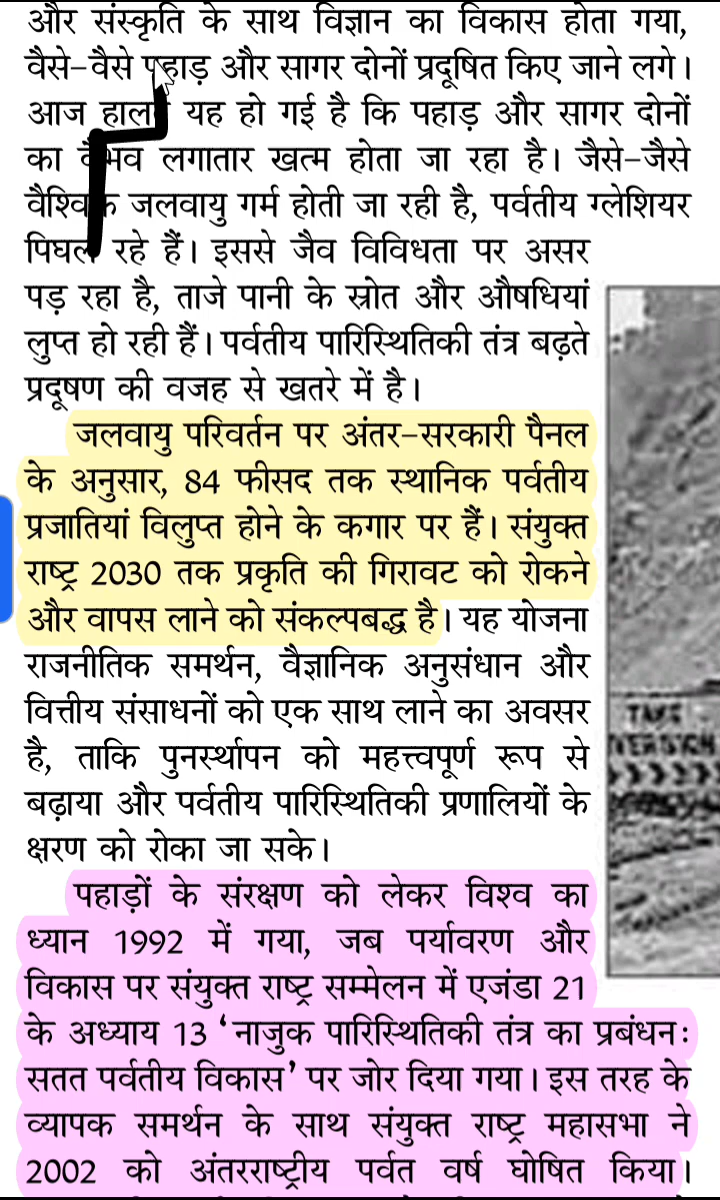 और संस्कृति के साथ विज्ञान का विकास होता गया,
वैसे-वैसे पहाड़ और सागर दोनों प्रदूषित किए जाने लगे।
आज हालत यह हो गई है कि पहाड़ और सागर दोनों
का वैभव लगातार खत्म होता जा रहा है। जैसे-जैसे
वैश्विक जलवायु गर्म होती जा रही है, पर्वतीय ग्लेशियर
पिघल रहे हैं। इससे जैव विविधता पर असर
पड़ रहा है, ताजे पानी के स्रोत और औषधियां
लुप्त हो रही हैं। पर्वतीय पारिस्थितिकी तंत्र बढ़ते
प्रदूषण की वजह से खतरे में है।
जलवायु परिवर्तन पर अंतर-सरकारी पैनल
के अनुसार, 84 फीसद तक स्थानिक पर्वतीय
प्रजातियां विलुप्त होने के कगार पर हैं। संयुक्त
राष्ट्र 2030 तक प्रकृति की गिरावट को रोकने
और वापस लाने को संकल्पबद्ध है। यह योजना
राजनीतिक समर्थन, वैज्ञानिक अनुसंधान और
वित्तीय संसाधनों को एक साथ लाने का अवसर
है, ताकि पुनर्स्थापन को महत्त्वपूर्ण रूप से
बढ़ाया और पर्वतीय पारिस्थितिकी प्रणालियों के
क्षरण को रोका जा सके।
पहाड़ों के संरक्षण को लेकर विश्व का
ध्यान 1992 में गया, जब पर्यावरण और
विकास पर संयुक्त राष्ट्र सम्मेलन में एजंडा 21
के अध्याय 13 ‘नाजुक पारिस्थितिकी तंत्र का प्रबंधनः
सतत पर्वतीय विकास’ पर जोर दिया गया। इस तरह के
व्यापक समर्थन के साथ संयुक्त राष्ट्र महासभा ने
2002 को अंतरराष्ट्रीय पर्वत वर्ष घोषित किया।
TAKE